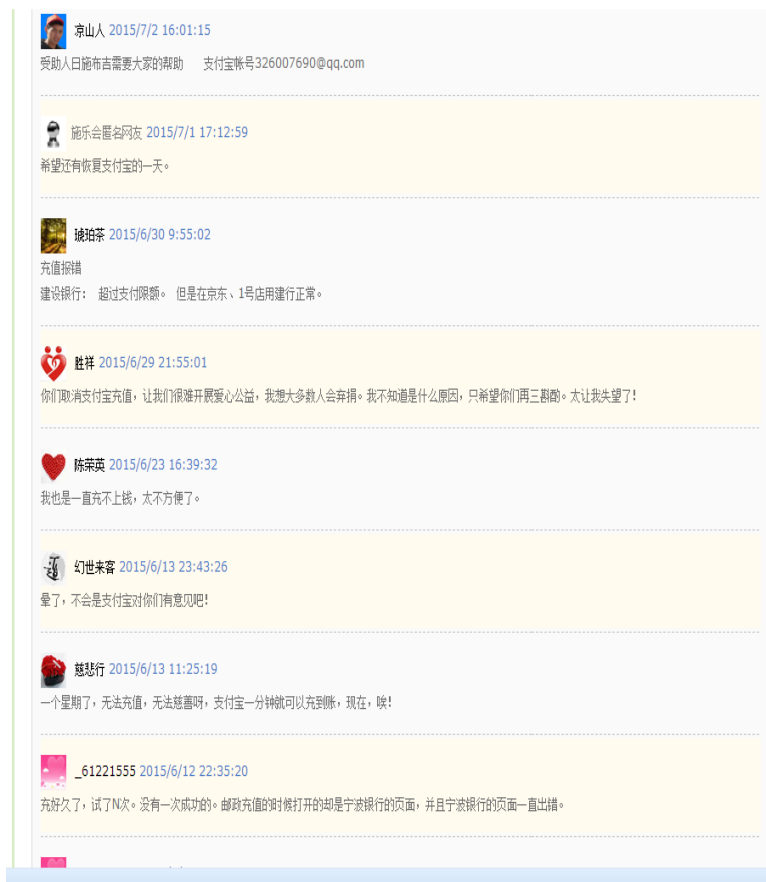 凉山人 2015/7/2 16:01:15
受助人日施布吉需要大家的帮助 支付宝帐号326007690@qq.com
施乐会匿名网友 2015/7/1 17:12:59
希望还有恢复支付宝的一天。
琥珀茶 2015/6/30 9:55:02
充值报错
建设银行: 超过支付限额。 但是在京东、1号店用建行正常。
胜祥 2015/6/29 21:55:01
你们取消支付宝充值，让我们很难开展爱心公益，我想大多数人会弃捐。我不知道是什么原因，只希望你们再三斟酌。太让我失望了!
陈荣英 2015/6/23 16:39:32
我也是一直充不上钱，太不方便了。
幻世来客 2015/6/13 23:43:26
晕了，不会是支付宝对你们有意见吧!
慈悲行 2015/6/13 11:25:19
一个星期了，无法充值，无法慈善呀，支付宝一分钟就可以充到账，现在，唉!
_61221555 2015/6/12 22:35:20
充好久了，试了N次。没有一次成功的。邮政充值的时候打开的却是宁波银行的页面，并且宁波银行的页面一直出错。